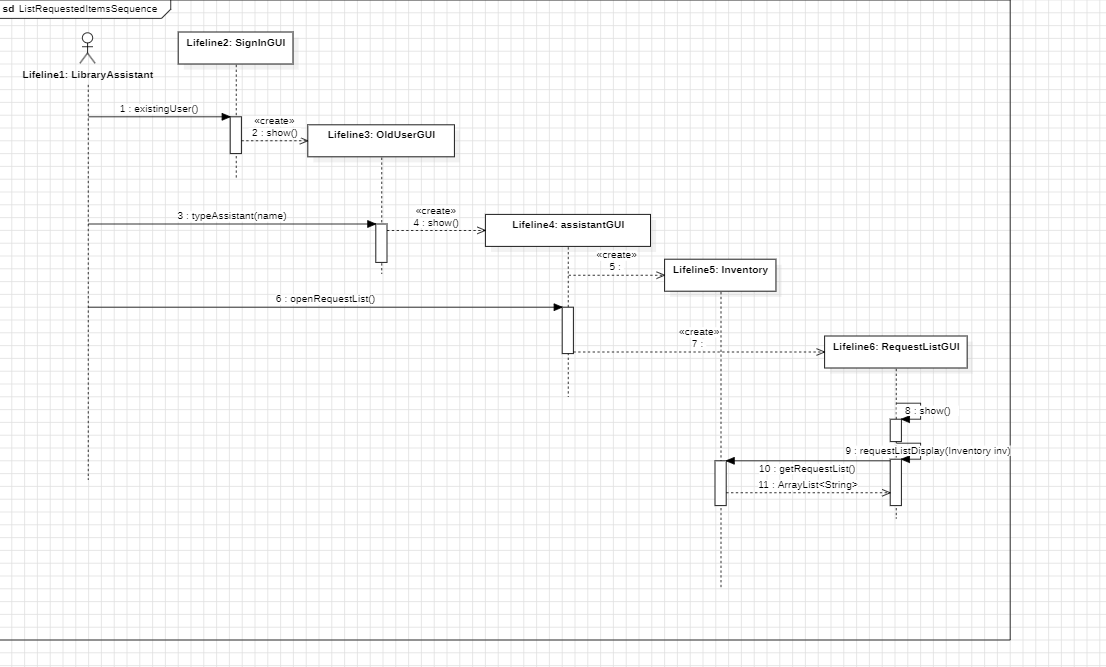 sd ListRequestedItemsSequence
Lifeline2: SignInGUI
Lifeline1: LibraryAssistant
1 : existingUser()
«create»
2 : show()
Lifeline3: OldUserGUI
3 : typeAssistant(name)
«create»
4 : show()
Lifeline4: assistantGUI
«create»
5 :
Lifeline5: Inventory
6 : openRequestList()
«create»
7 :
Lifeline6: RequestListGUI
8 : show()
9 : requestListDisplay(Inventory inv)
10 : getRequestList()
11 : ArrayList<String>